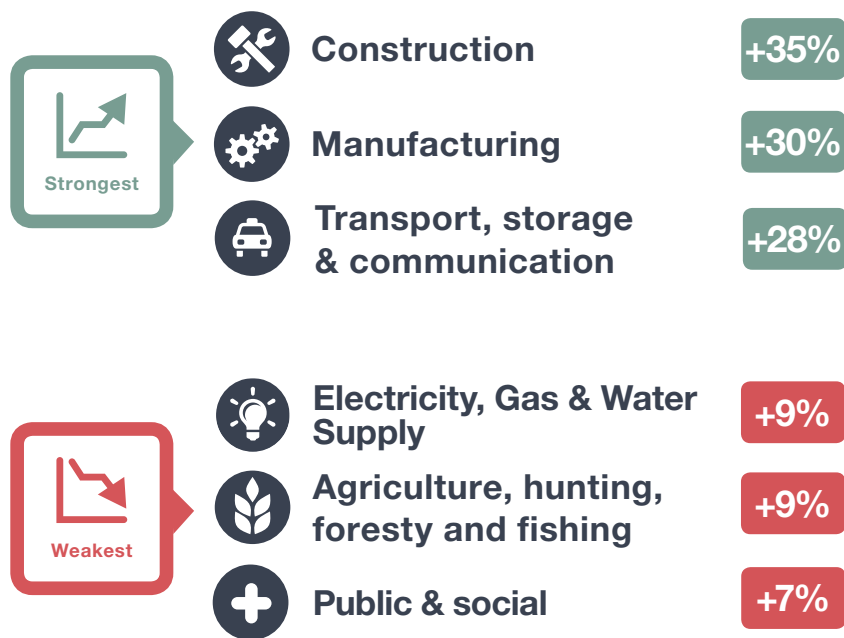 Construction +35%
Strongest
Manufacturing +30%
Transport, storage
& communication
+28%
Electricity, Gas & Water
Supply
+9%
Weakest
Agriculture, hunting,
foresty and fishing
+9%
Public & social +7%